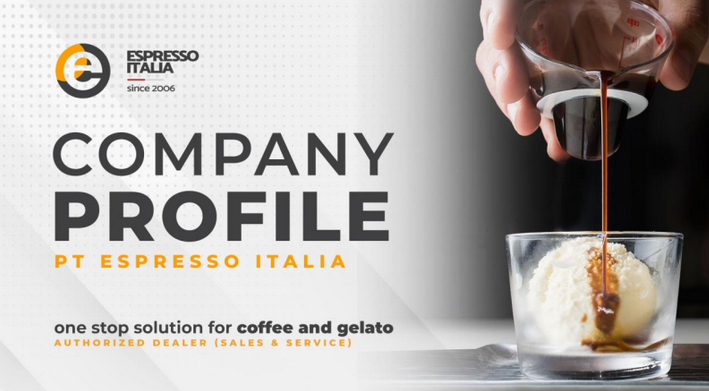 ESPRESSO
ITALIA
since 2006
COMPANY
PROFILE
PT ESPRESSO ITALIA
one stop solution for coffee and gelato
AUTHORIZED DEALER (SALES & SERVICE)